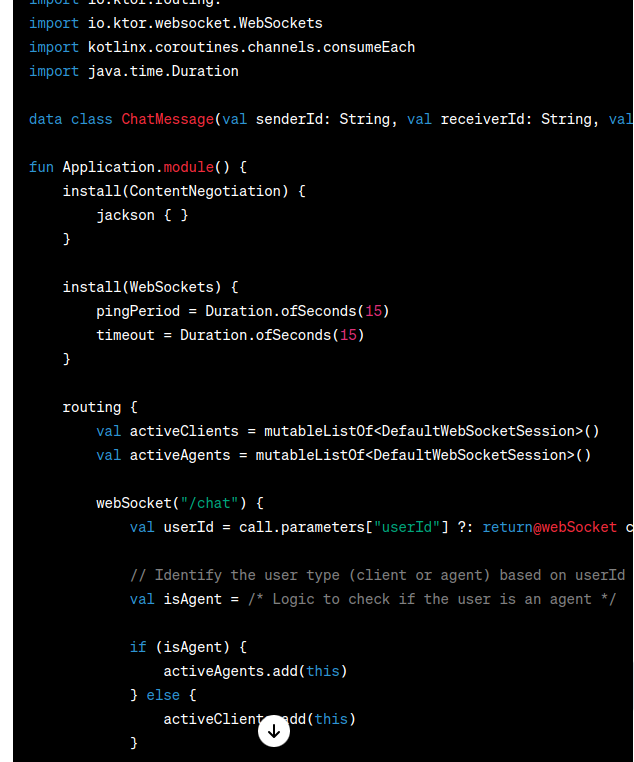 import io.ktor.routing.
import io.ktor.websocket.WebSockets
import kotlinx.coroutines.channels.consumeEach
import java.time.Duration
data class ChatMessage(val senderId: String, val receiverId: String, val
fun Application.module() {
install(ContentNegotiation) {
jackson { }
}
install(WebSockets) {
pingPeriod = Duration.ofSeconds(15)
timeout = Duration.ofSeconds(15)
}
routing {
val activeClients = mutableListOf<DefaultWebSocketSession>()
val activeAgents = mutableListOf<DefaultWebSocketSession>()
webSocket("/chat") {
val userId = call.parameters["userId"] ?: return@webSocket c
// Identify the user type (client or agent) based on userId
val isAgent = /* Logic to check if the user is an agent */
if (isAgent) {
activeAgents.add(this)
} else {
activeClient dd(this)
}